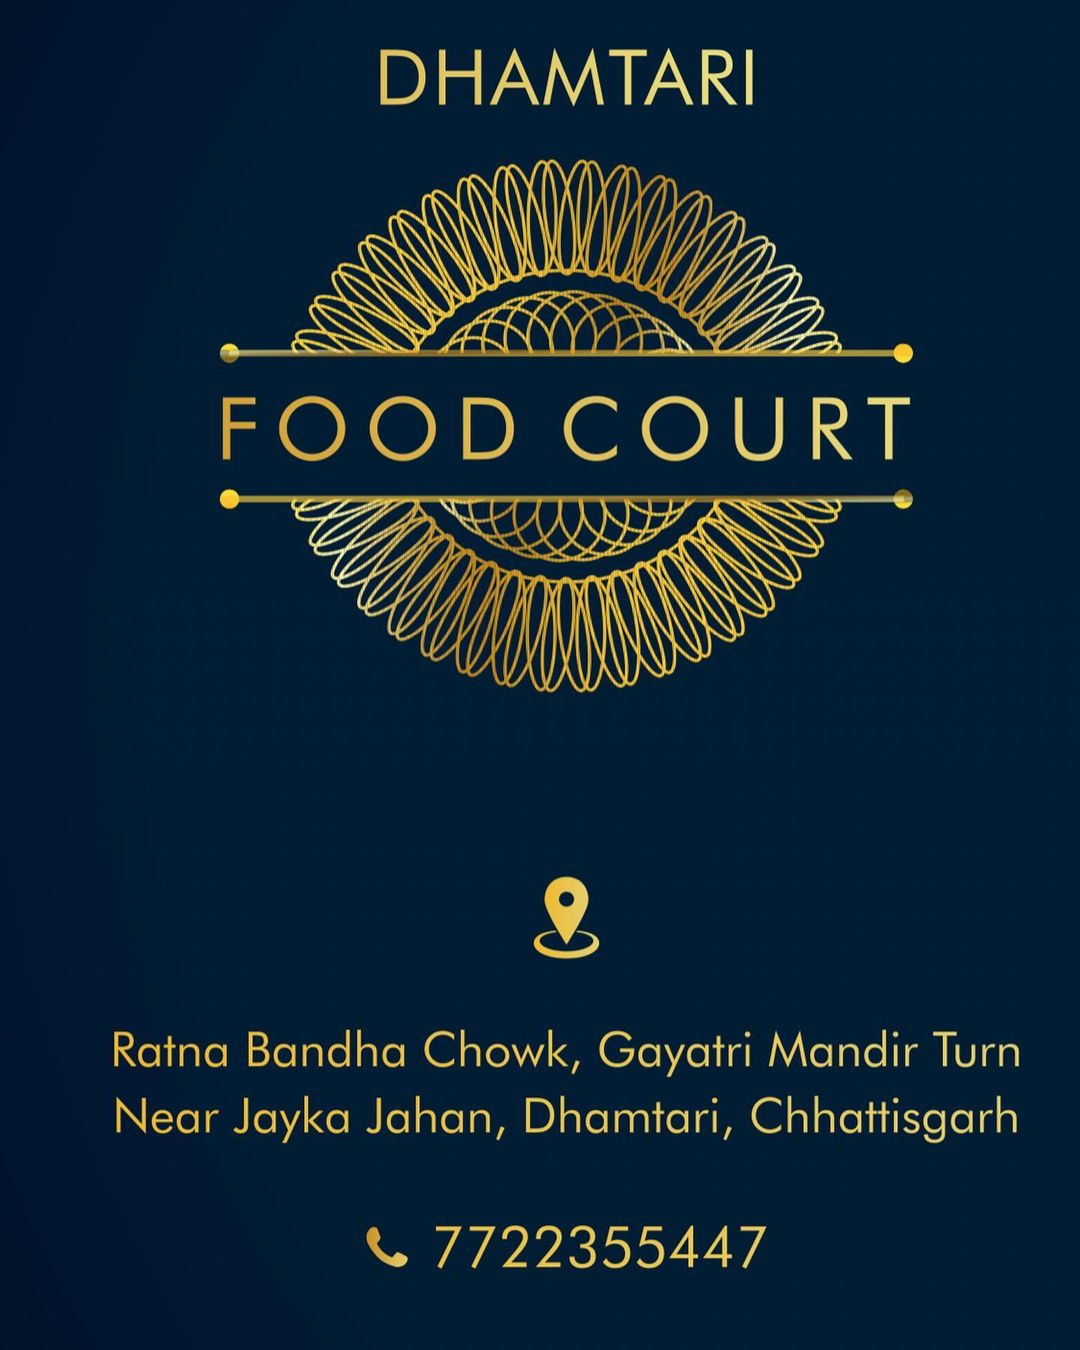 DHAMTARI
FOOD COURT
Ratna Bandha Chowk, Gayatri Mandir Turn
Near Jayka Jahan, Dhamtari, Chhattisgarh
7722355447